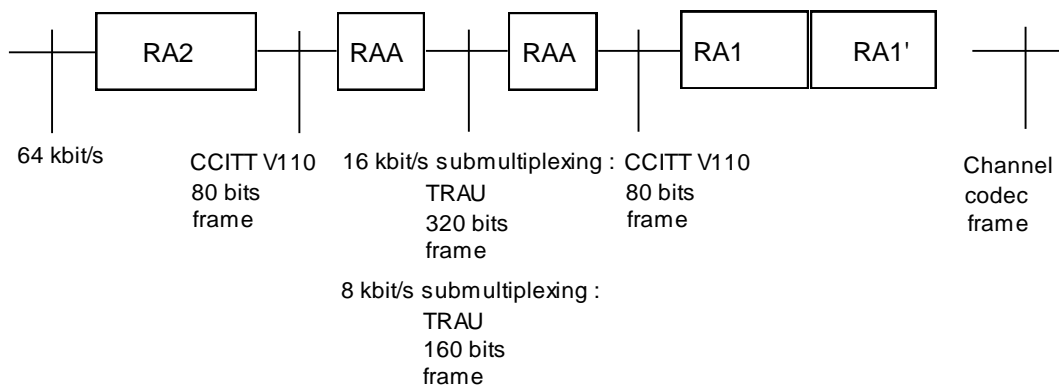 RA2 RAA RAA RA1 RA1'
64 kbit/s
CCITT V110
80 bits
frame
16 kbit/s submultiplexing :
TRAU
320 bits
frame
8 kbit/s submultiplexing :
TRAU
160 bits
frame
CCITT V110
80 bits
frame
Channel
codec
frame